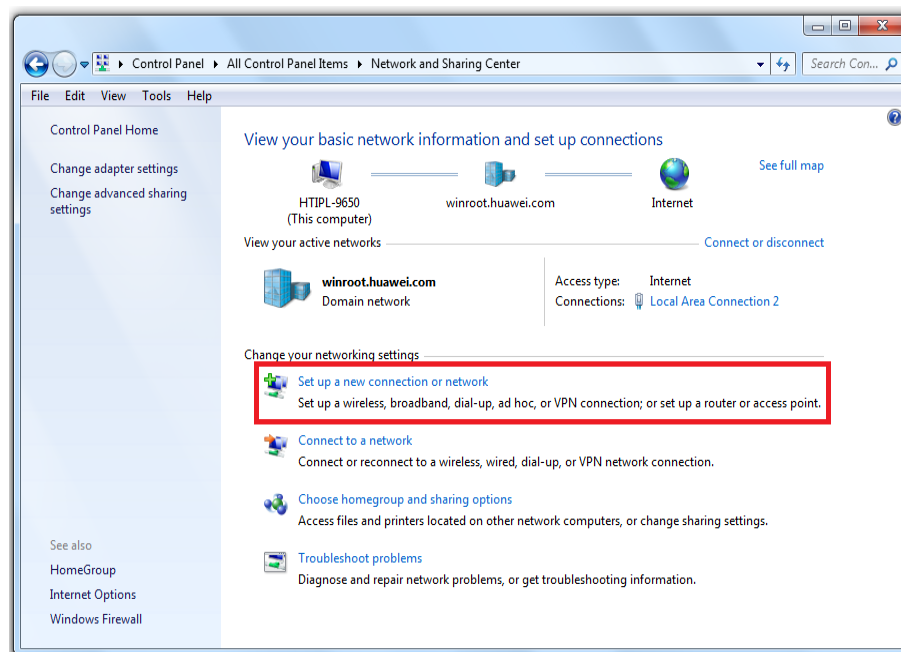 Control Panel ▸ All Control Panel Items ▸ Network and Sharing Center
Search Con...
File Edit View Tools Help
Control Panel Home
Change adapter settings
Change advanced sharing
settings
View your basic network information and set up connections
See full map
HTIPL-9650
(This computer)
winroot.huawei.com
Internet
View your active networks
Connect or disconnect
winroot.huawei.com
Domain network
Access type: Internet
Connections: Local Area Connection 2
Change your networking settings
Set up a new connection or network
Set up a wireless, broadband, dial-up, ad hoc, or VPN connection; or set up a router or access point.
Connect to a network
Connect or reconnect to a wireless, wired, dial-up, or VPN network connection.
Choose homegroup and sharing options
Access files and printers located on other network computers, or change sharing settings.
Troubleshoot problems
Diagnose and repair network problems, or get troubleshooting information.
See also
HomeGroup
Internet Options
Windows Firewall